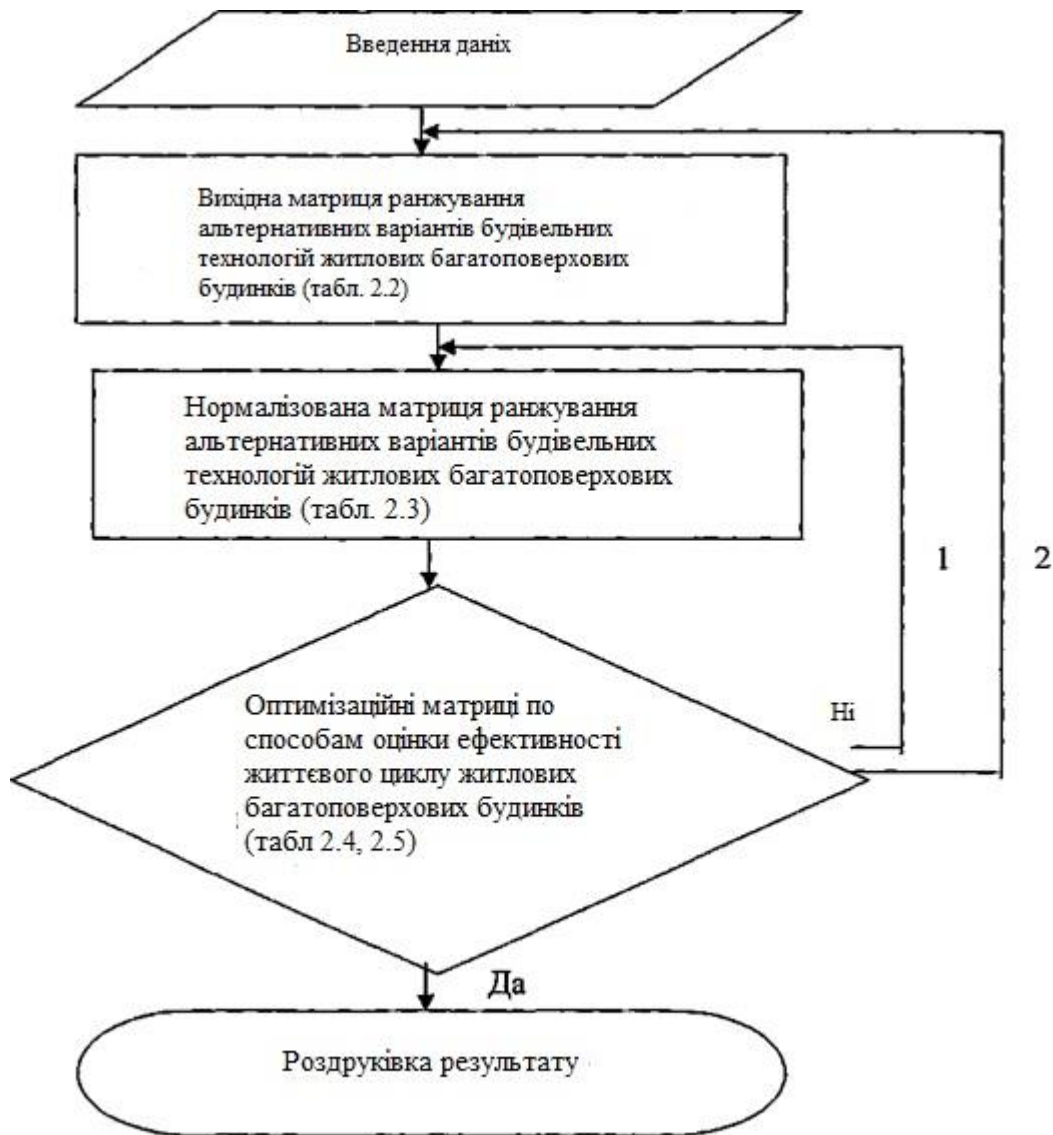 Введення даніх
Вихідна матриця ранжування
альтернативних варіантів будівельних
технологій житлових багатоповерхових
будинків (табл. 2.2)
Нормалізована матриця ранжування
альтернативних варіантів будівельних
технологій житлових багатоповерхових
будинків (табл. 2.3)
1
2
Оптимізаційні матриці по
способам оцінки ефективності
життєвого циклу житлових
багатоповерхових будинків
(табл 2.4, 2.5)
Ні
Да
Роздруківка результату